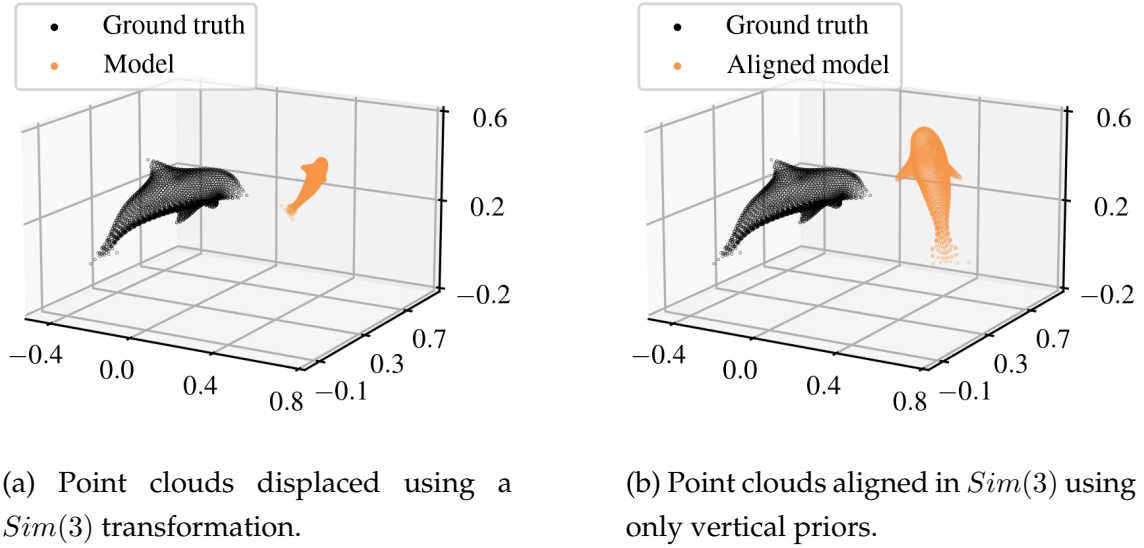 Ground truth
Model
0.6
0.2
−0.2
−0.4
0.0
0.4
0.8
−0.1
0.3
0.7
(a) Point clouds displaced using a
Sim(3) transformation.
Ground truth
Aligned model
0.6
0.2
−0.2
−0.4
0.0
0.4
0.8
−0.1
0.3
0.7
(b) Point clouds aligned in Sim(3) using
only vertical priors.